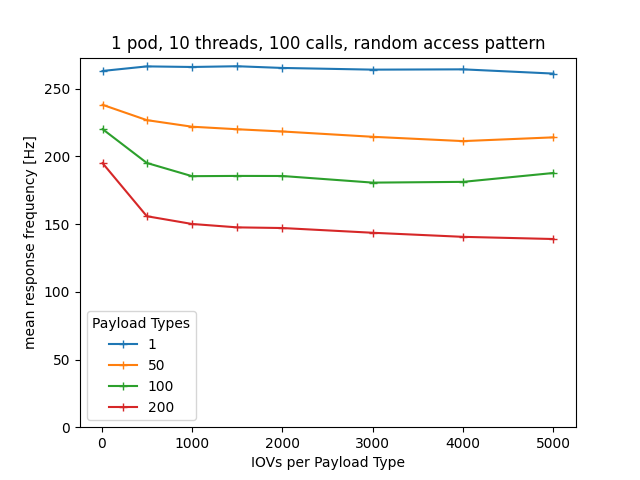 1 pod, 10 threads, 100 calls, random access pattern
mean response frequency [Hz]
250
200
150
100
50
0
Payload Types
1
50
100
200
0 1000 2000 3000 4000 5000
IOVs per Payload Type